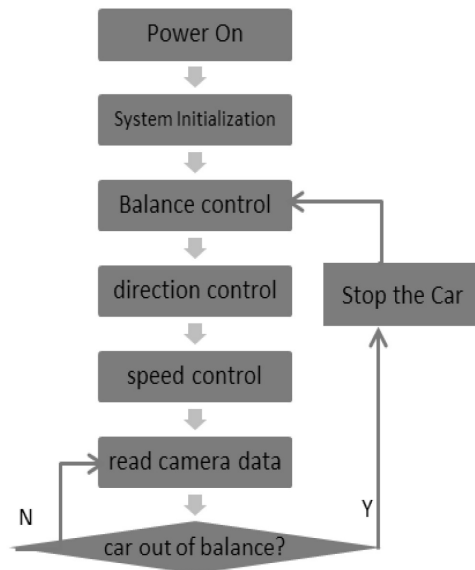 Power On
System Initialization
Balance control
direction control
Stop the Car
speed control
read camera data
N
Y
car out of balance?